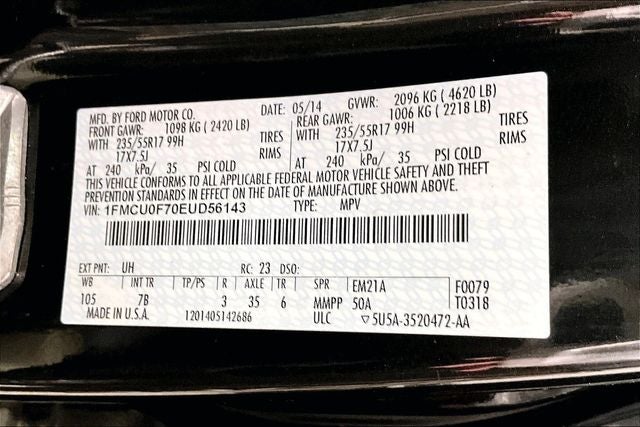 MFD. BY FORD MOTOR CO. DATE: 05/14 GVWR: 2096 KG ( 4620 LB)
FRONT GAWR: 1098 KG ( 2420 LB) REAR GAWR: 1006 KG ( 2218 LB)
WITH 235/55R17 99H TIRES WITH 235/55R17 99H TIRES
17X7.5J RIMS 17X7.5J RIMS
AT 240 kPa/ 35 PSI COLD AT 240 kPa/ 35 PSI COLD
THIS VEHICLE CONFORMS TO ALL APPLICABLE FEDERAL MOTOR VEHICLE SAFETY AND THEFT
PREVENTION STANDARDS IN EFFECT ON THE DATE OF MANUFACTURE SHOWN ABOVE.
VIN: 1FMCU0F70EUD56143 TYPE: MPV
EXT PNT: UH RC: 23 DSO:
WB INT TR TP/PS R AXLE TR SPR EM21A F0079
105 7B 3 35 6 MMPP 50A T0318
MADE IN U.S.A. 1201405142686 ULC ▽5U5A-3520472-AA